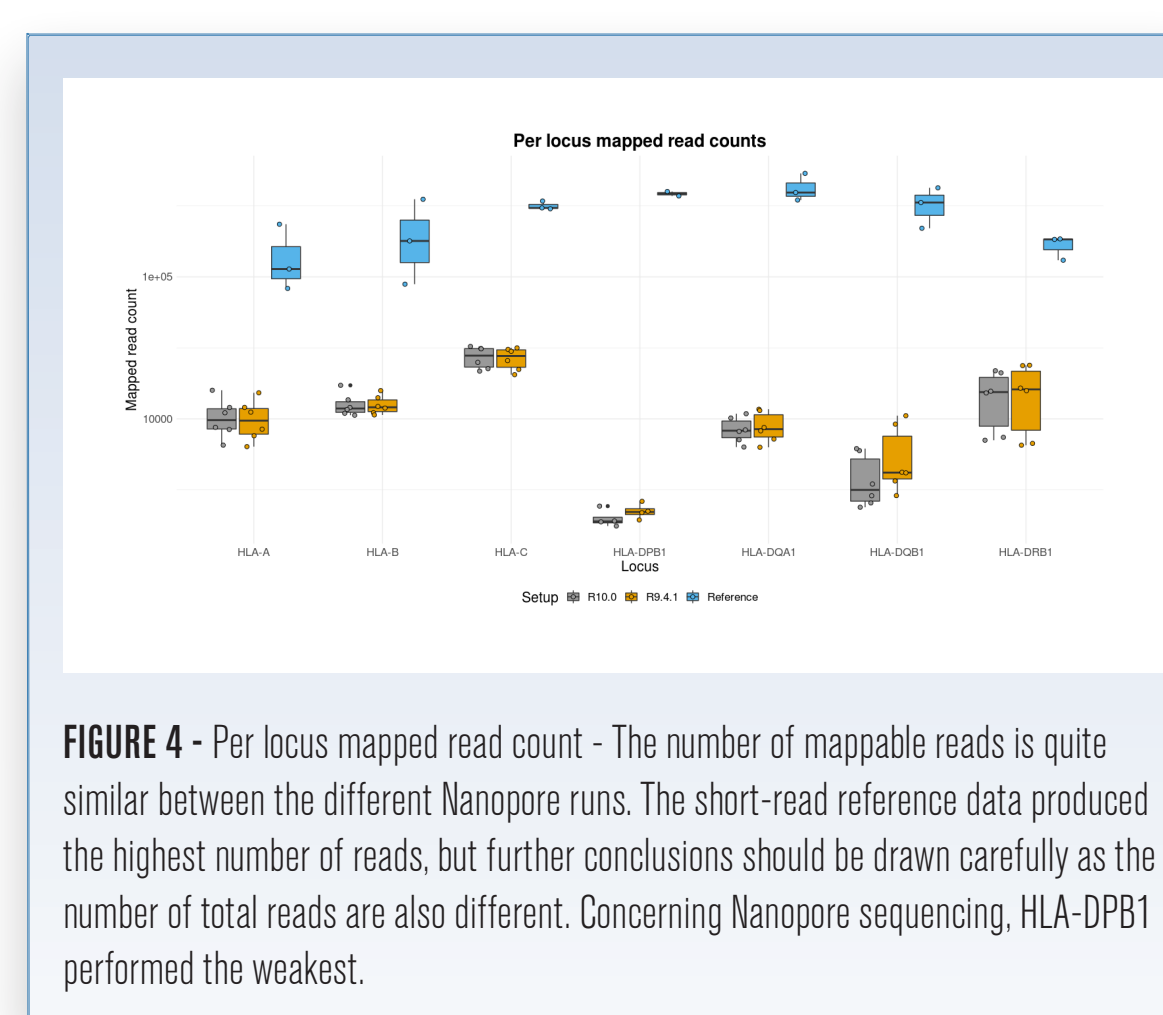 Per locus mapped read counts
Mapped read count
1e+05
10000
HLA-A HLA-B HLA-C HLA-DPB1 HLA-DQA1 HLA-DQB1 HLA-DRB1
Locus
Setup R10.0 R9.4.1 Reference
FIGURE 4 - Per locus mapped read count - The number of mappable reads is quite
similar between the different Nanopore runs. The short-read reference data produced
the highest number of reads, but further conclusions should be drawn carefully as the
number of total reads are also different. Concerning Nanopore sequencing, HLA-DPB1
performed the weakest.